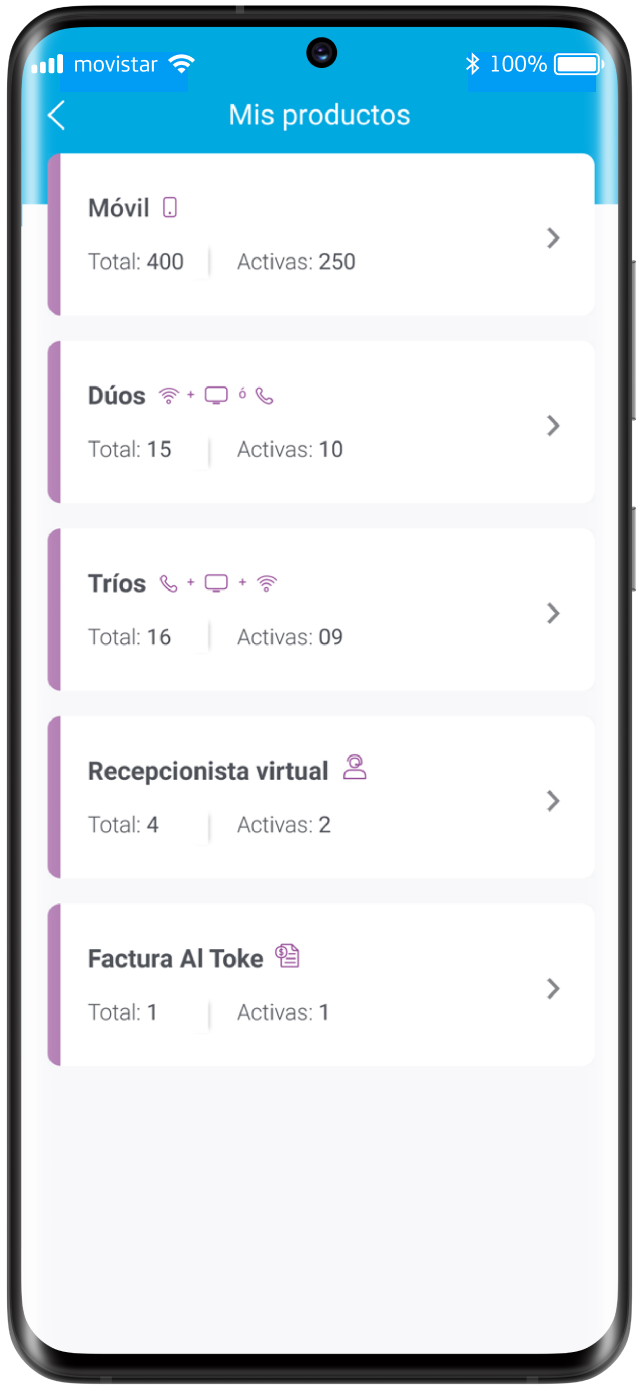 movistar 100%
Mis productos
Móvil
Total: 400 Activas: 250
Dúos + ó
Total: 15 Activas: 10
Tríos + +
Total: 16 Activas: 09
Recepcionista virtual
Total: 4 Activas: 2
Factura Al Toke
Total: 1 Activas: 1